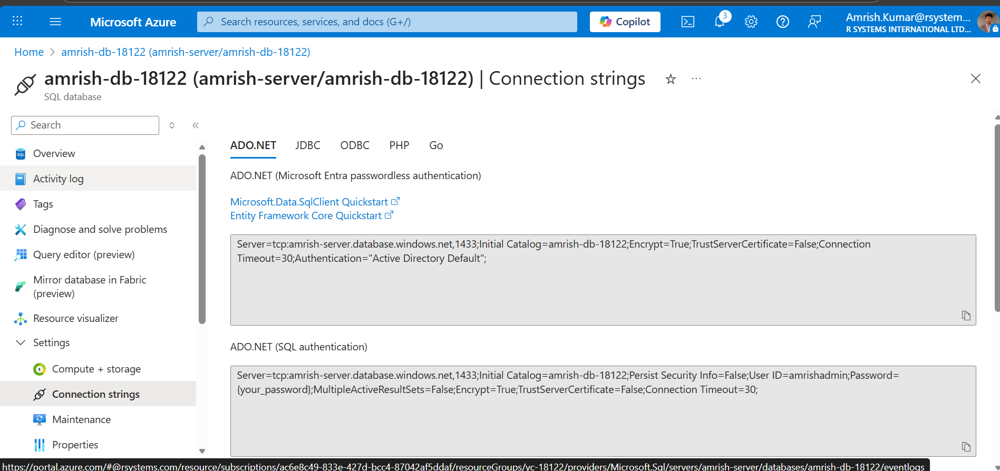 Microsoft Azure
Search resources, services, and docs (G+/)
Copilot
3
Amrish.Kumar@rsystem...
R SYSTEMS INTERNATIONAL LTD...
Home > amrish-db-18122 (amrish-server/amrish-db-18122)
amrish-db-18122 (amrish-server/amrish-db-18122) | Connection strings
SQL database
Search
Overview
Activity log
Tags
Diagnose and solve problems
Query editor (preview)
Mirror database in Fabric
(preview)
Resource visualizer
Settings
Compute + storage
Connection strings
Maintenance
Properties
ADO.NET JDBC ODBC PHP Go
ADO.NET (Microsoft Entra passwordless authentication)
Microsoft.Data.SqlClient Quickstart
Entity Framework Core Quickstart
Server=tcp:amrish-server.database.windows.net,1433;Initial Catalog=amrish-db-18122;Encrypt=True;TrustServerCertificate=False;Connection
Timeout=30;Authentication="Active Directory Default";
ADO.NET (SQL authentication)
Server=tcp:amrish-server.database.windows.net,1433;Initial Catalog=amrish-db-18122;Persist Security Info=False;User ID=amrishadmin;Password=
{your_password};MultipleActiveResultSets=False;Encrypt=True;TrustServerCertificate=False;Connection Timeout=30;
https://portal.azure.com/#@rsystems.com/resource/subscriptions/ac6e8c49-833e-427d-bcc4-87042af5ddaf/resourceGroups/yc-18122/providers/Microsoft.Sql/servers/amrish-server/databases/amrish-db-18122/eventlogs